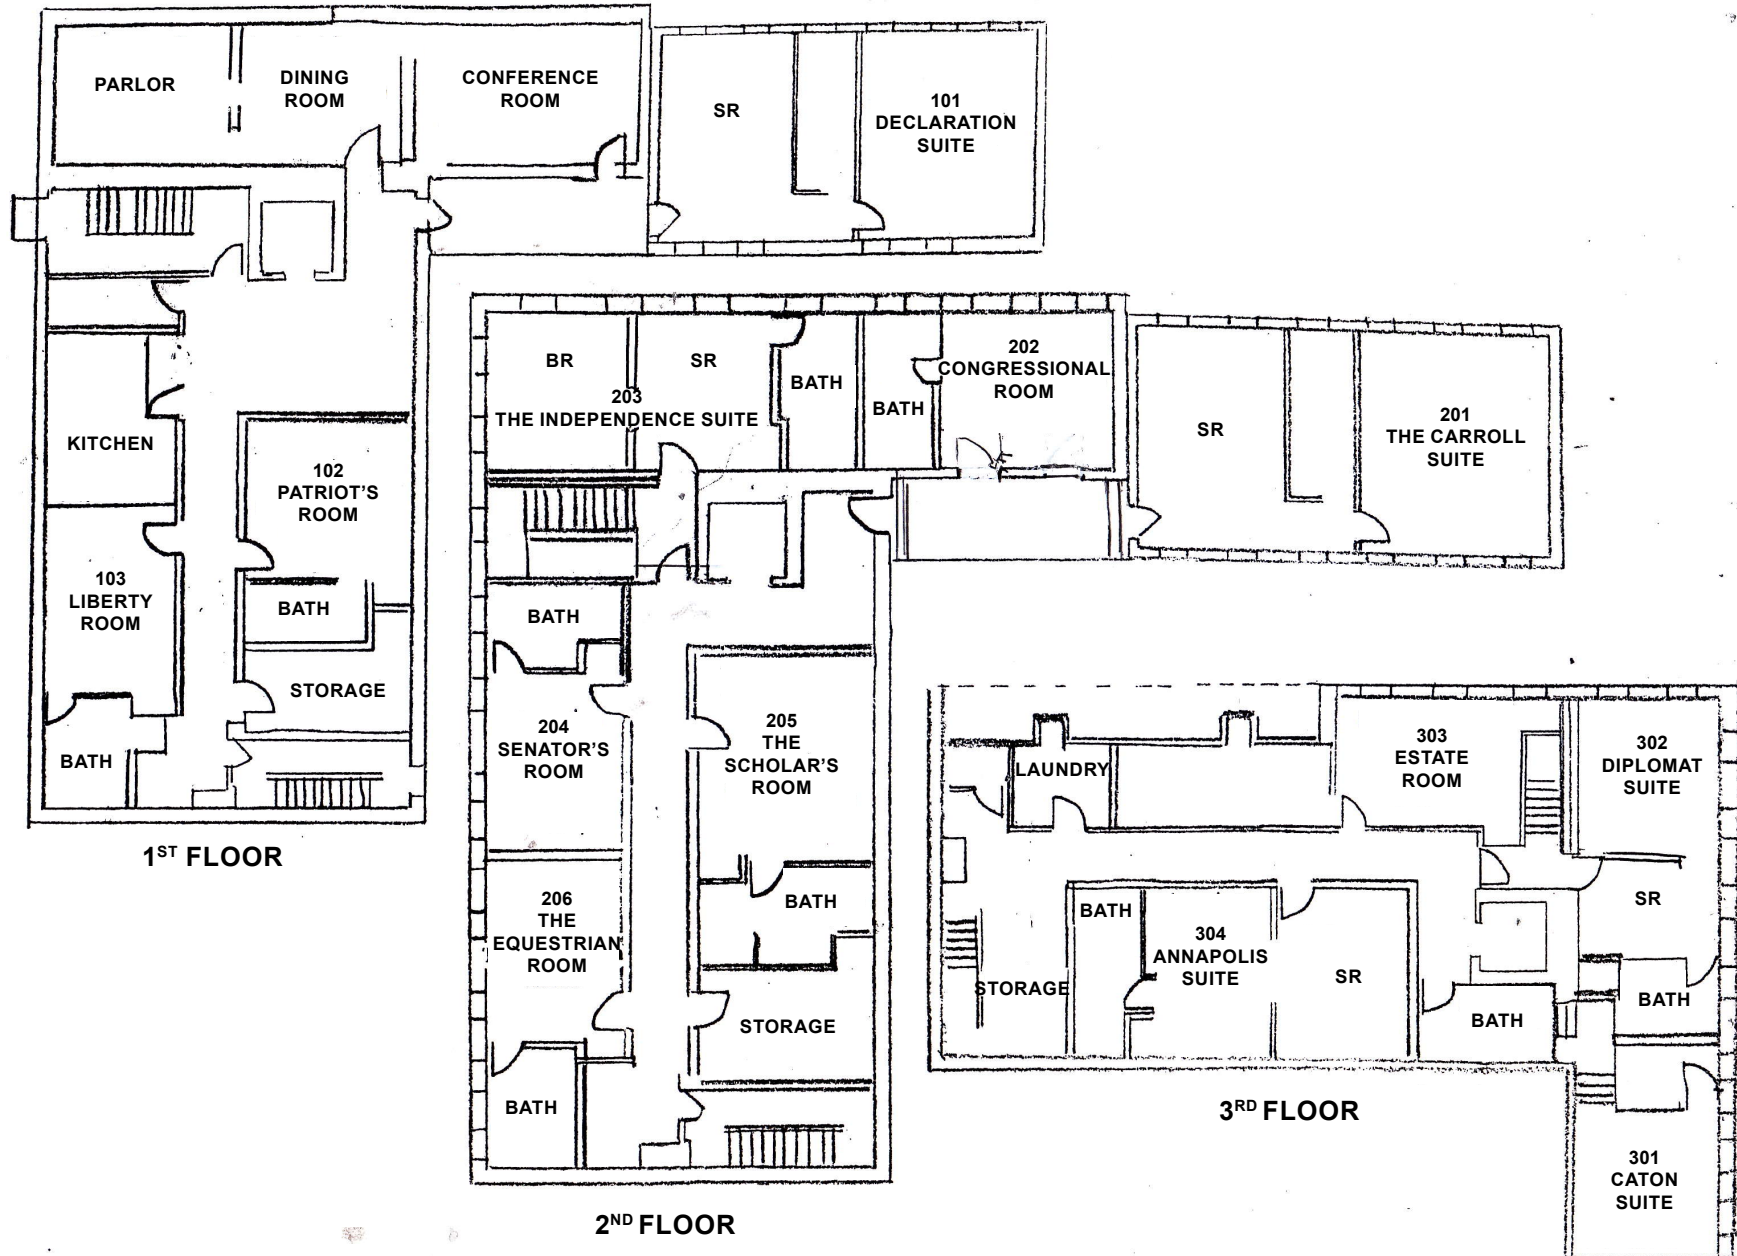 PARLOR
DINING
ROOM
CONFERENCE
ROOM
SR
101
DECLARATION
SUITE
KITCHEN
102
PATRIOT'S
ROOM
103
LIBERTY
ROOM
BATH
STORAGE
BATH
1ST FLOOR
BR
SR
203
THE INDEPENDENCE SUITE
BATH
BATH
202
CONGRESSIONAL
ROOM
SR
201
THE CARROLL
SUITE
BATH
204
SENATOR'S
ROOM
205
THE
SCHOLAR'S
ROOM
206
THE
EQUESTRIAN
ROOM
BATH
STORAGE
BATH
2ND FLOOR
LAUNDRY
303
ESTATE
ROOM
302
DIPLOMAT
SUITE
SR
BATH
304
ANNAPOLIS
SUITE
SR
STORAGE
BATH
BATH
3RD FLOOR
301
CATON
SUITE